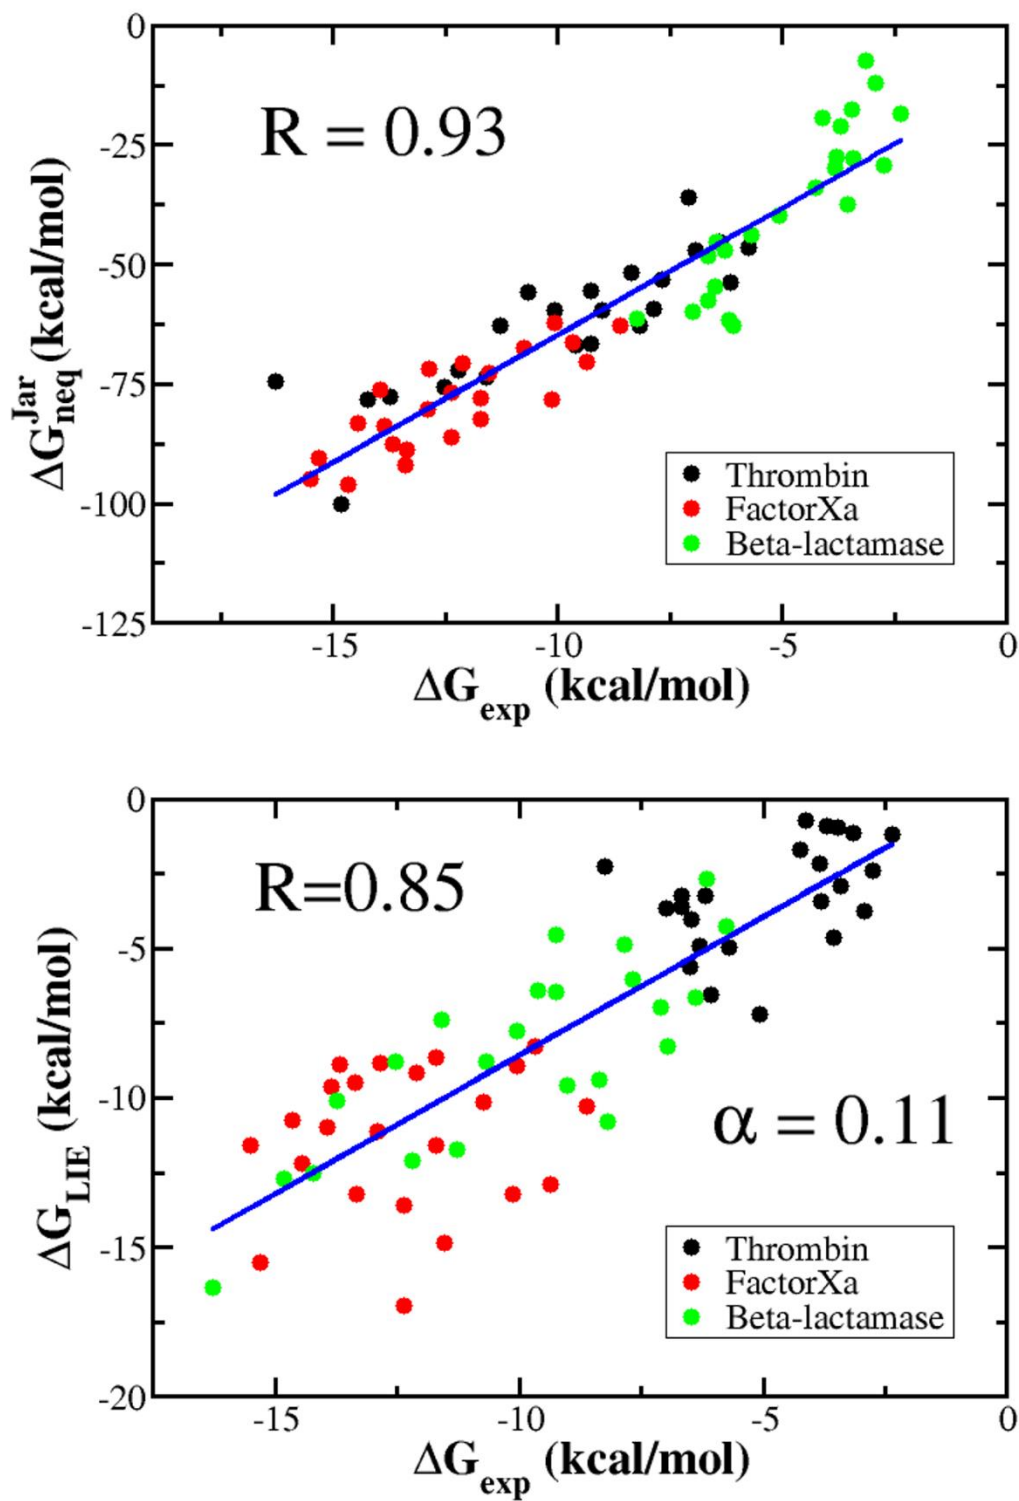 0
-25
-50
-75
-100
-125
ΔG^Jar_neq (kcal/mol)
R = 0.93
Thrombin
FactorXa
Beta-lactamase
-15 -10 -5 0
ΔG_exp (kcal/mol)
0
-5
-10
-15
-20
ΔG_LIE (kcal/mol)
R=0.85
α = 0.11
Thrombin
FactorXa
Beta-lactamase
-15 -10 -5 0
ΔG_exp (kcal/mol)